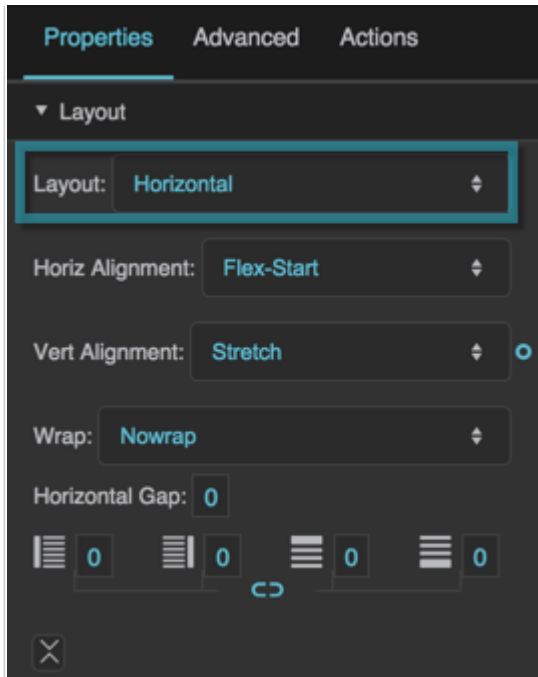 Properties Advanced Actions
Layout
Layout: Horizontal
Horiz Alignment: Flex-Start
Vert Alignment: Stretch
Wrap: Nowrap
Horizontal Gap: 0
0 0 0 0